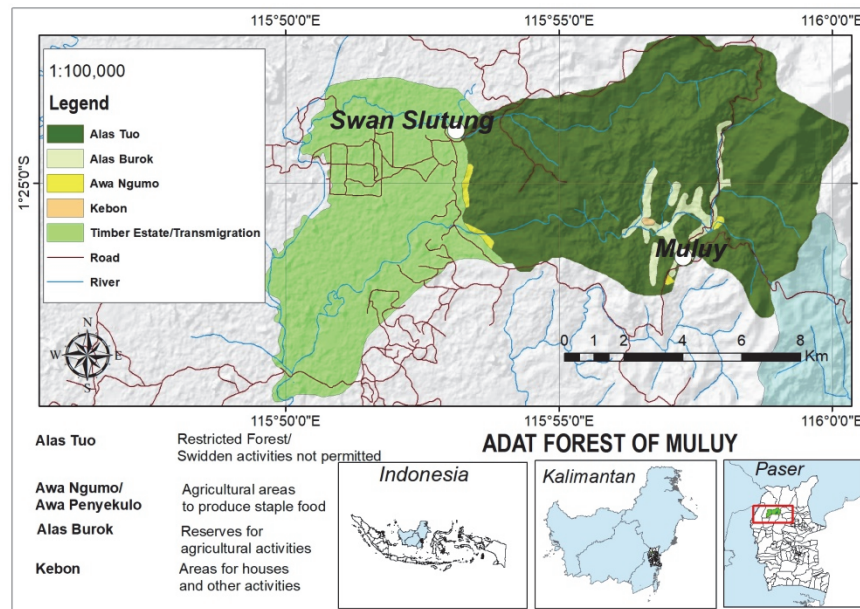 115°50'0"E
115°55'0"E
116°0'0"E
1:100,000
Legend
Alas Tuo
Alas Burok
Awa Ngumo
Kebon
Timber Estate/Transmigration
Road
River
1°25'0"S
Swan Slutung
Muluy
N
W
E
S
0 1 2 4 6 8
Km
115°50'0"E
115°55'0"E
116°0'0"E
Alas Tuo
Restricted Forest/
Swidden activities not permitted
Awa Ngumo/
Awa Penyekulo
Agricultural areas
to produce staple food
Alas Burok
Reserves for
agricultural activities
Kebon
Areas for houses
and other activities
ADAT FOREST OF MULUY
Indonesia
Kalimantan
Paser